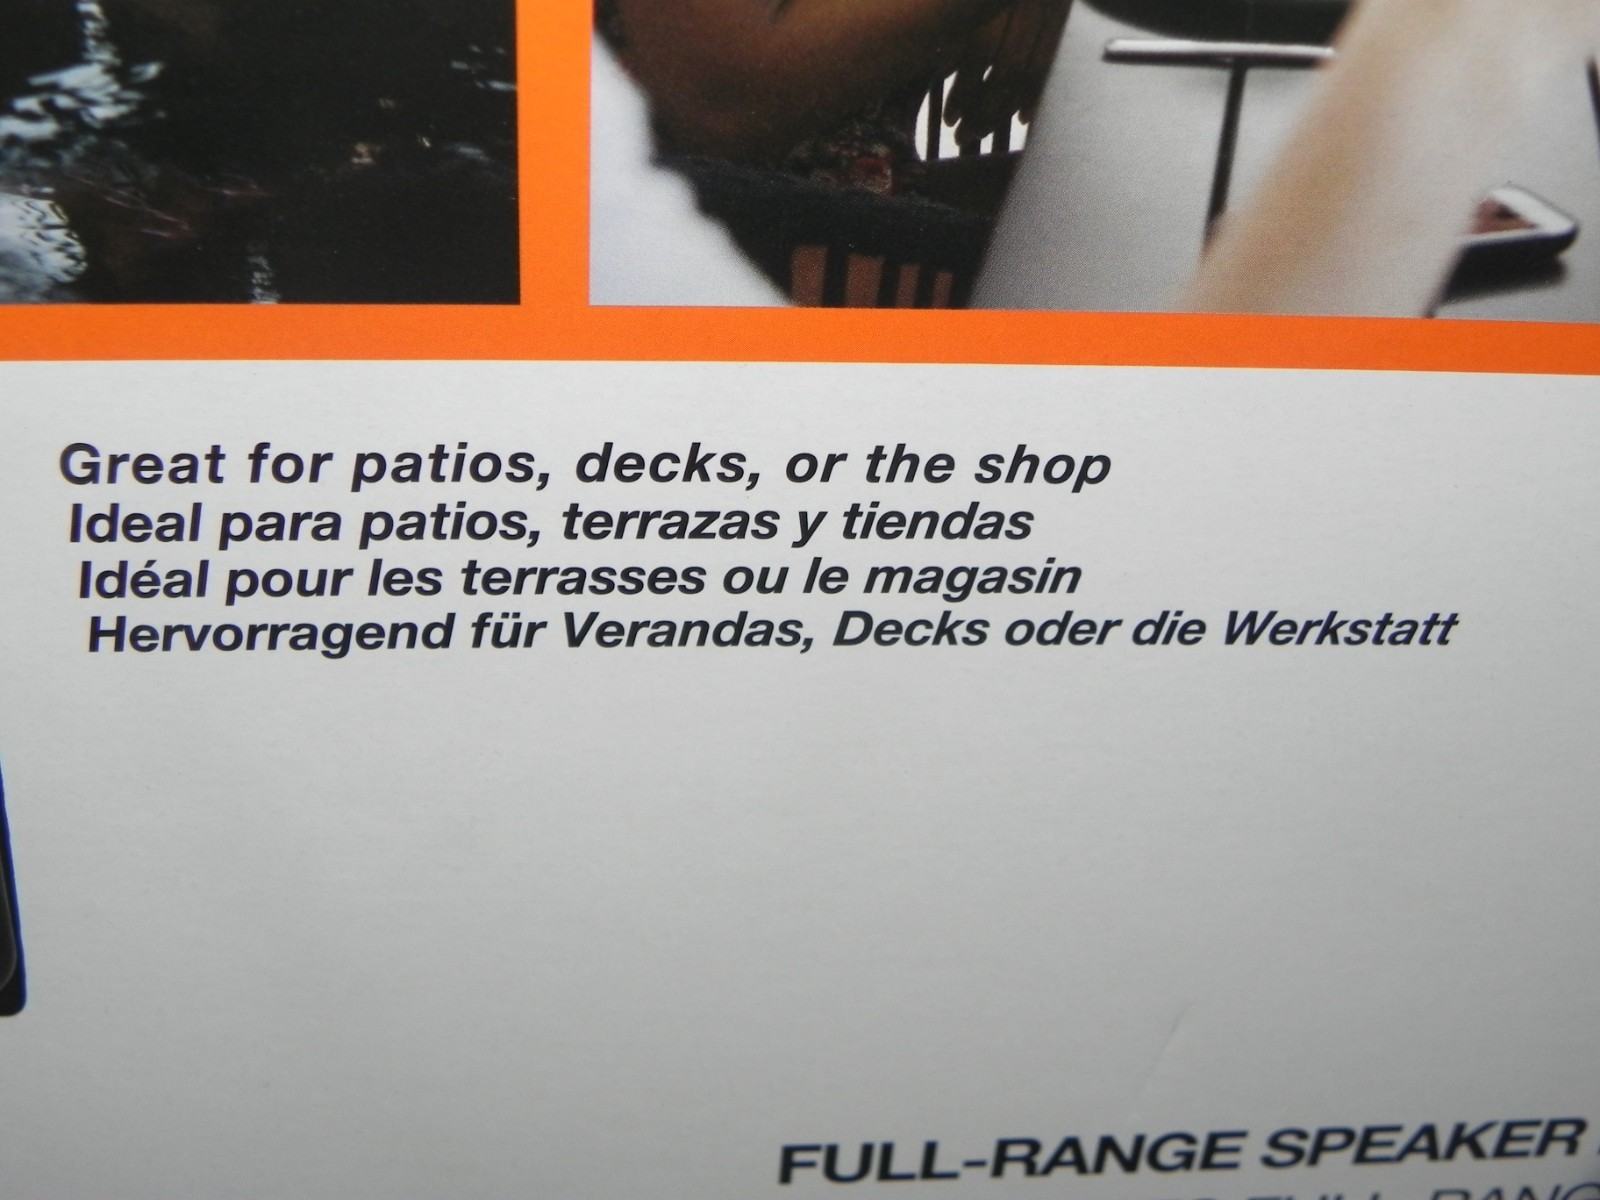 Great for patios, decks, or the shop
Ideal para patios, terrazas y tiendas
Idéal pour les terrasses ou le magasin
Hervorragend für Verandas, Decks oder die Werkstatt
FULL-RANGE SPEAKER